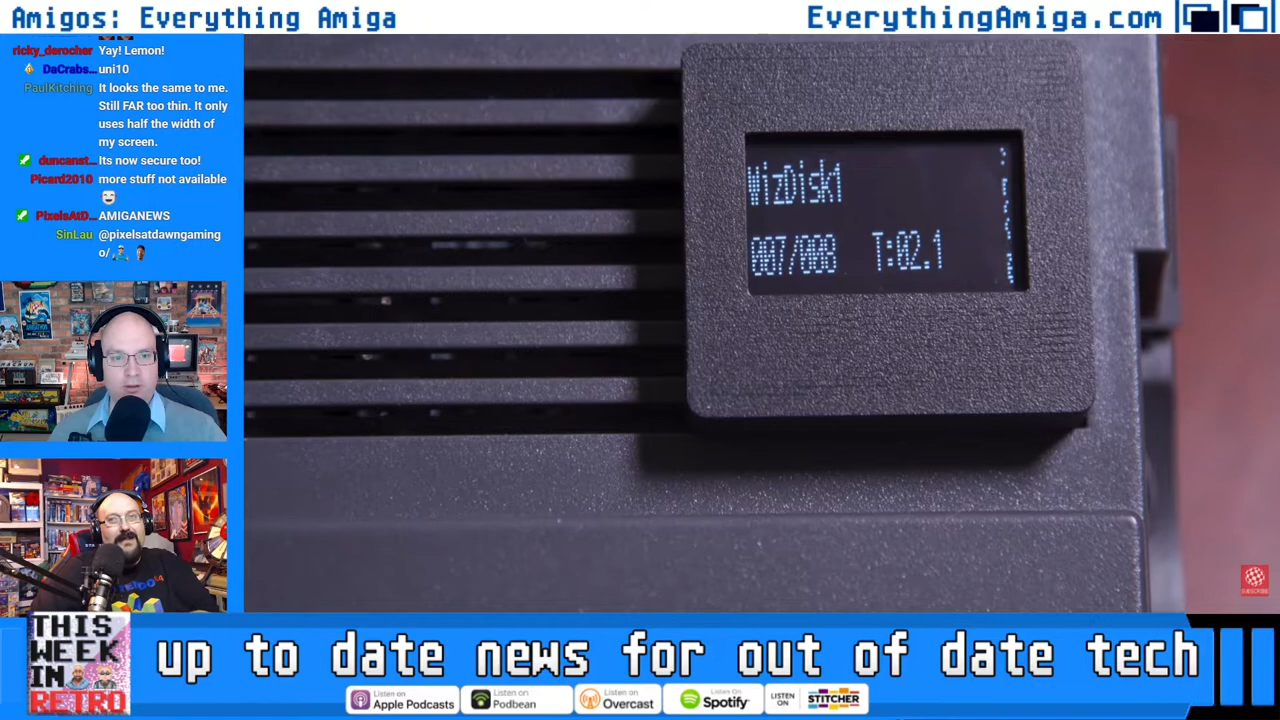 Amigos: Everything Amiga
EverythingAmiga.com
ricky_derocher Yay! Lemon!
DaCrabs... uni10
PaulKitching It looks the same to me.
Still FAR too thin. It only
uses half the width of
my screen.
duncanst... Its now secure too!
Picard2010 more stuff not available
PixelsAtD... AMIGANEWS
SinLau @pixelsatdawngaming
o/
WizDisk1
007/008 T:02.1
SUBSCRIBE
THIS
WEEK
IN
RETRO
up to date news for out of date tech
Listen on
Apple Podcasts
Listen on
Podbean
Listen on
Overcast
Listen on
Spotify
LISTEN
ON
STITCHER